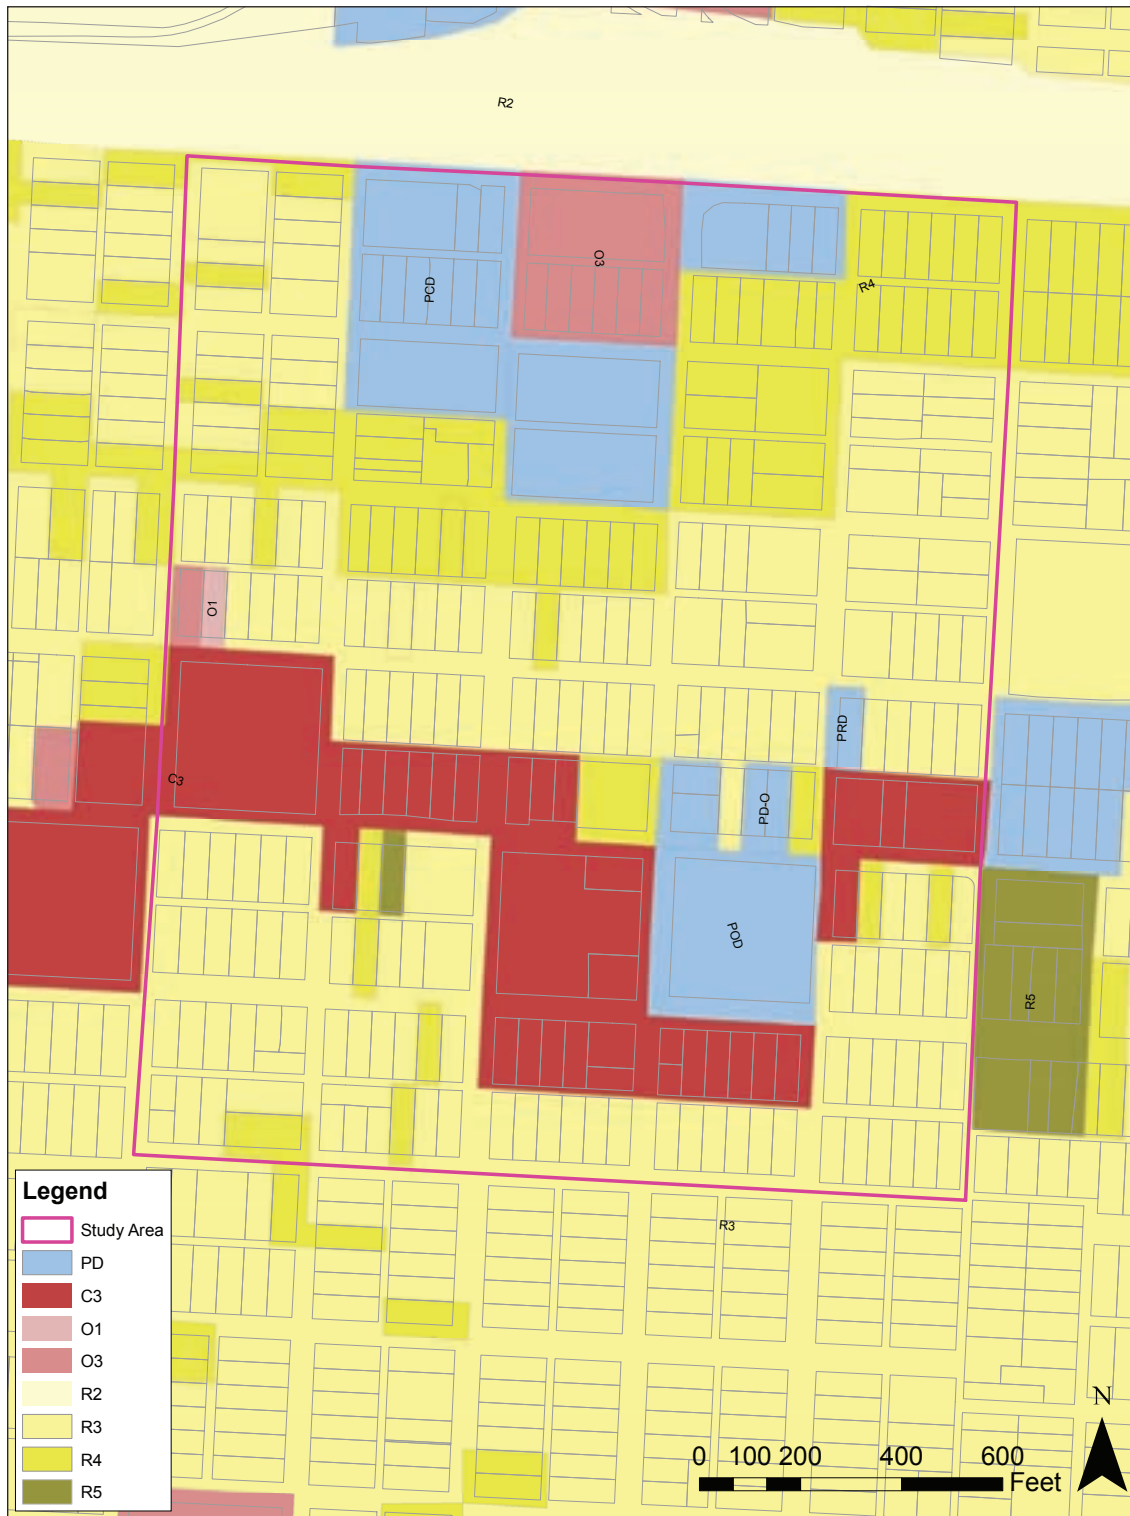 R2
O3
PCD
R4
O1
PRD
C3
PD-O
POD
R5
Legend
Study Area
PD
C3
O1
O3
R2
R3
R4
R5
R3
N
0 100 200 400 600
Feet